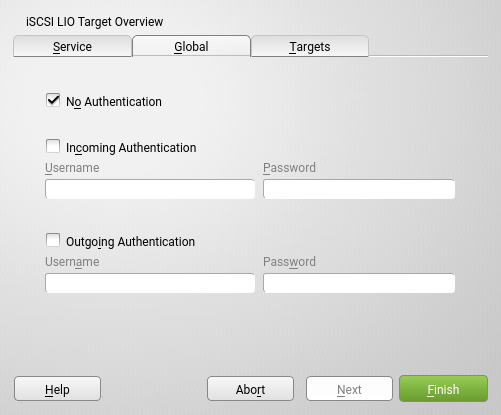 iSCSI LIO Target Overview
Service Global Targets
No Authentication
Incoming Authentication
Username Password
Outgoing Authentication
Username Password
Help Abort Next Finish